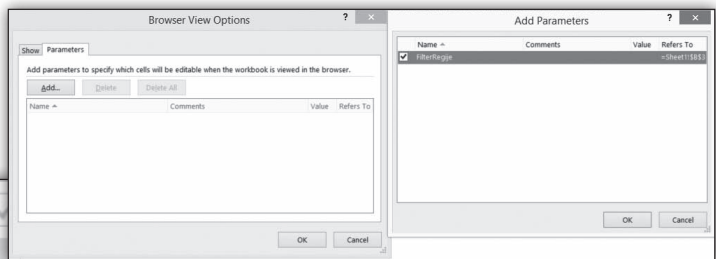 Browser View Options
?
×
Show
Parameters
Add parameters to specify which cells will be editable when the workbook is viewed in the browser.
Add...
Delete
Delete All
Name
Comments
Value
Refers To
OK
Cancel
Add Parameters
?
×
Name
Comments
Value
Refers To
FilterRegije
=Sheet1!$B$3
OK
Cancel